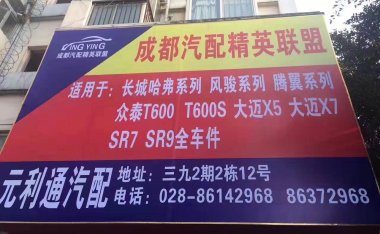 JINGYING
成都汽配精英联盟
成都汽配精英联盟
适用于: 长城哈弗系列 风骏系列 腾翼系列
众泰T600 T600S 大迈X5 大迈X7
SR7 SR9全车件
元利通汽配
地址: 三九2期2栋12号
电话: 028-86142968 86372968